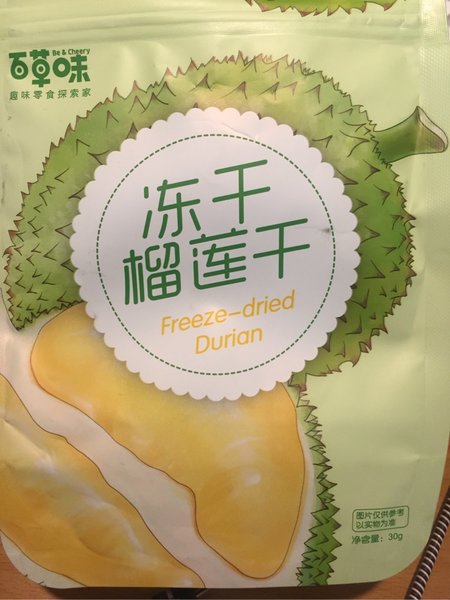 Be & Cheery
百草味
趣味零食探索家
冻干
榴莲干
Freeze-dried
Durian
图片仅供参考
以实物为准
净含量：30g